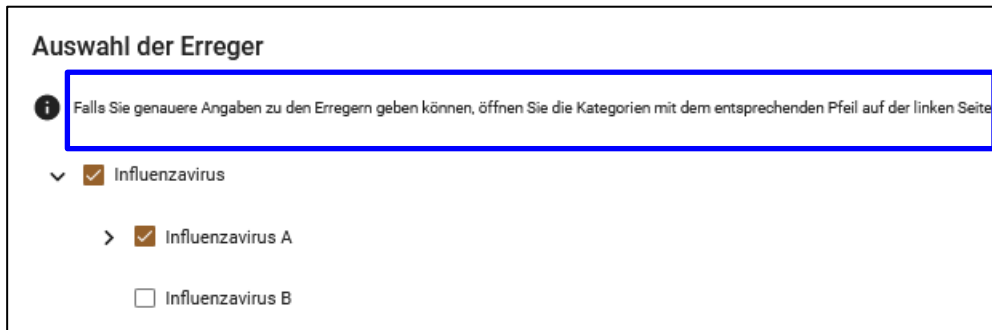 Auswahl der Erreger
Falls Sie genauere Angaben zu den Erregern geben können, öffnen Sie die Kategorien mit dem entsprechenden Pfeil auf der linken Seite
Influenzavirus
Influenzavirus A
Influenzavirus B